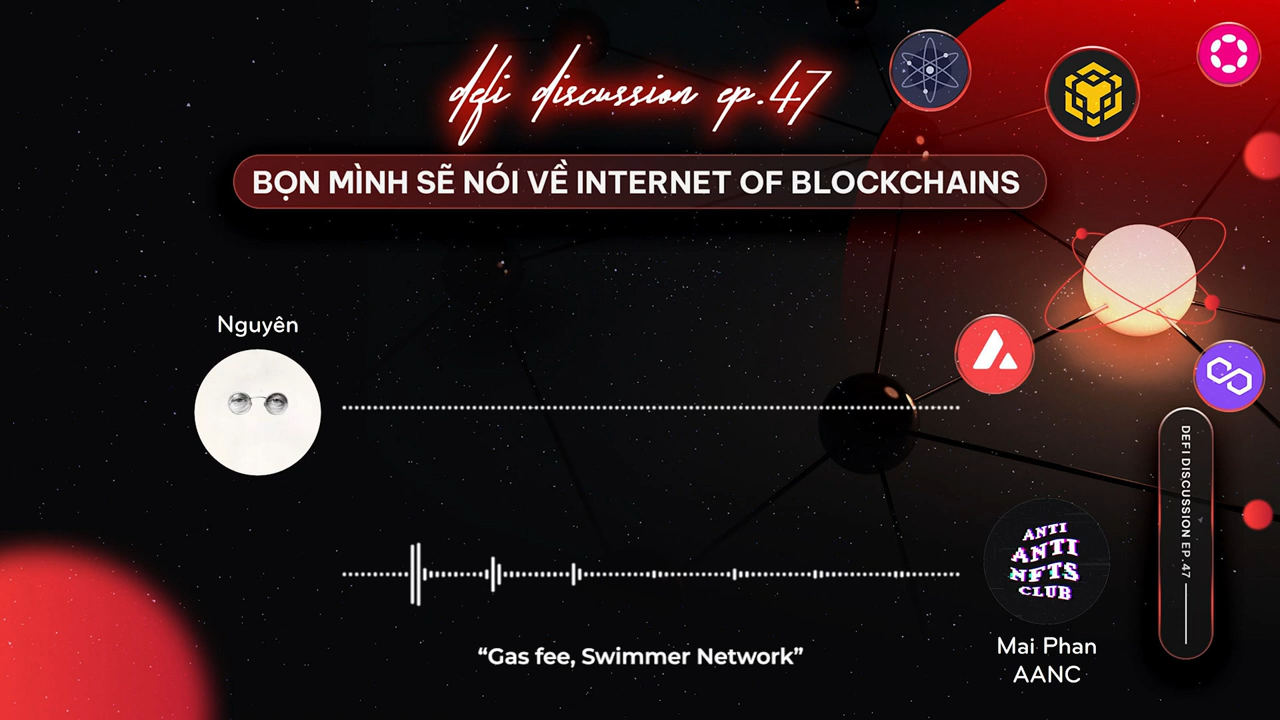 defi discussion ep.47
BỌN MÌNH SẼ NÓI VỀ INTERNET OF BLOCKCHAINS
Nguyên
DEFI DISCUSSION EP.47
ANTI
ANTI
NFTS
CLUB
Mai Phan
AANC
“Gas fee, Swimmer Network”